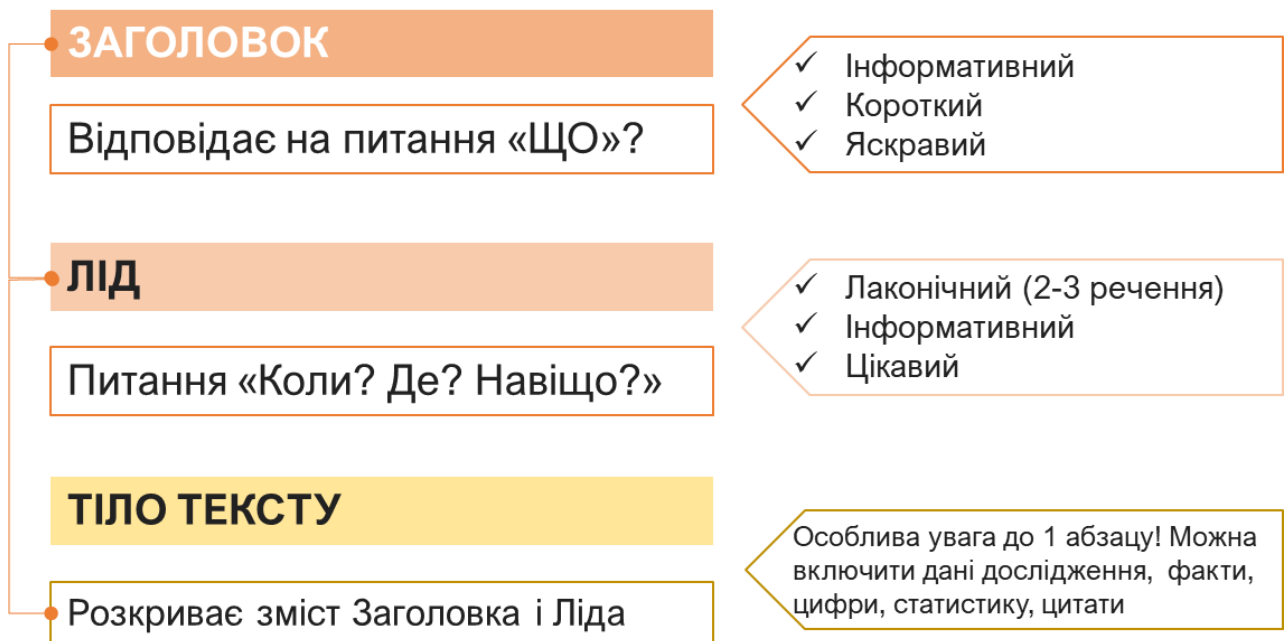 ЗАГОЛОВОК
Відповідає на питання «ЩО»?
✓ Інформативний
✓ Короткий
✓ Яскравий
ЛІД
Питання «Коли? Де? Навіщо?»
✓ Лаконічний (2-3 речення)
✓ Інформативний
✓ Цікавий
ТІЛО ТЕКСТУ
Розкриває зміст Заголовка і Ліда
Особлива увага до 1 абзацу! Можна
включити дані дослідження, факти,
цифри, статистику, цитати